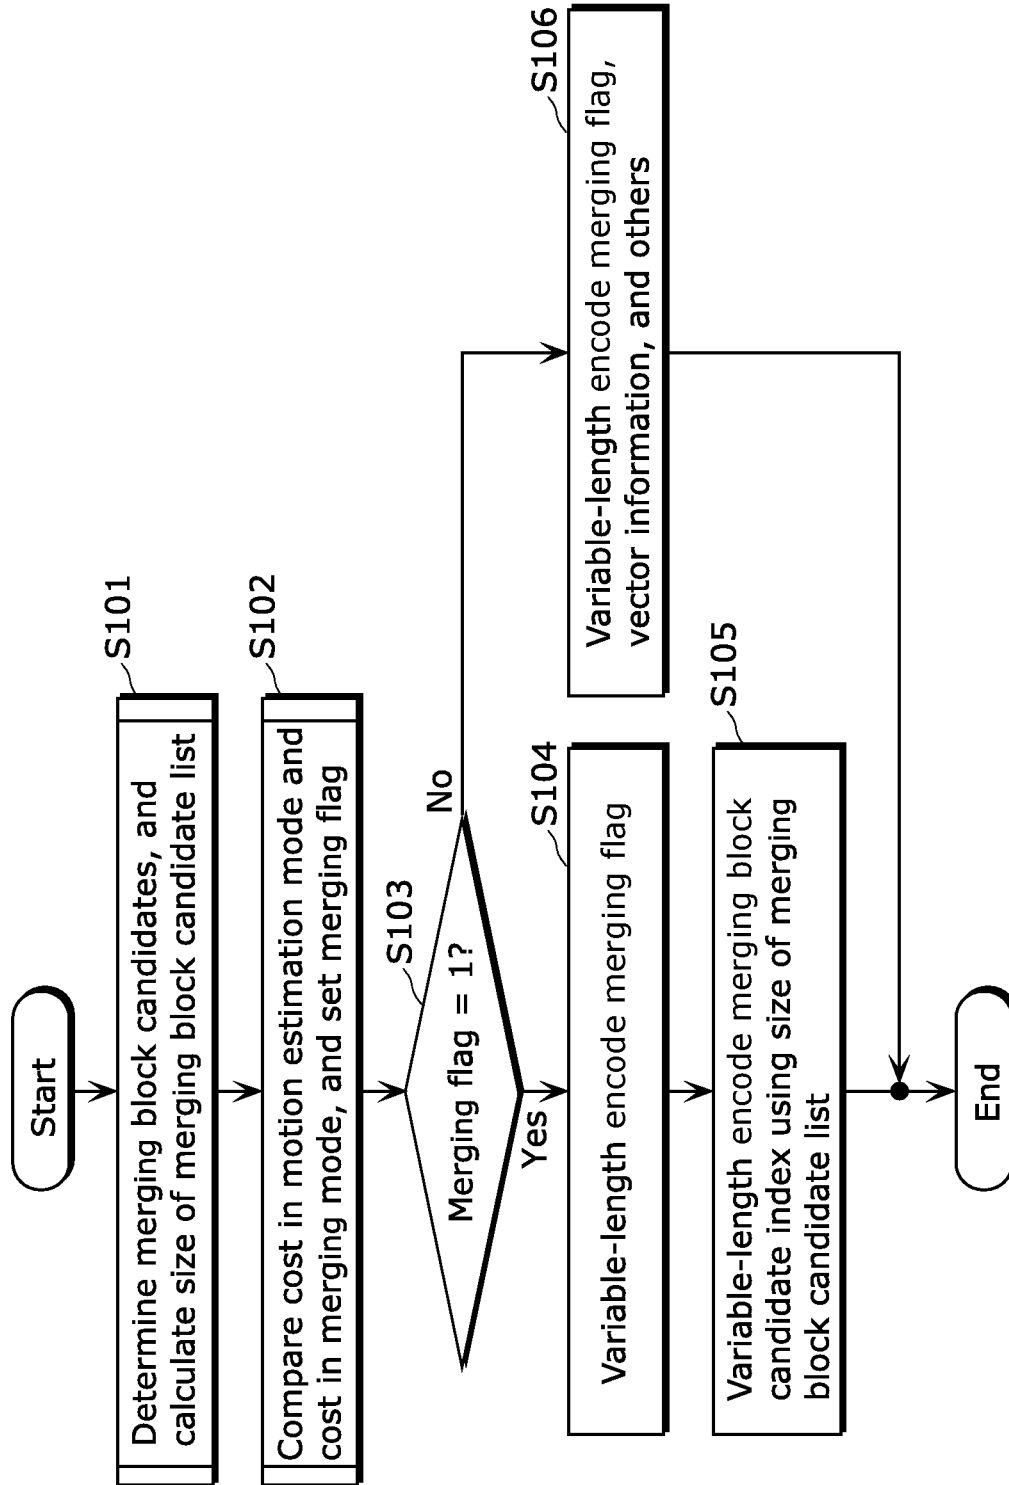 Start
S101
Determine merging block candidates, and
calculate size of merging block candidate list
S102
Compare cost in motion estimation mode and
cost in merging mode, and set merging flag
S103
Merging flag = 1?
No
Yes
S104
Variable-length encode merging flag
S105
Variable-length encode merging block
candidate index using size of merging
block candidate list
S106
Variable-length encode merging flag,
vector information, and others
End